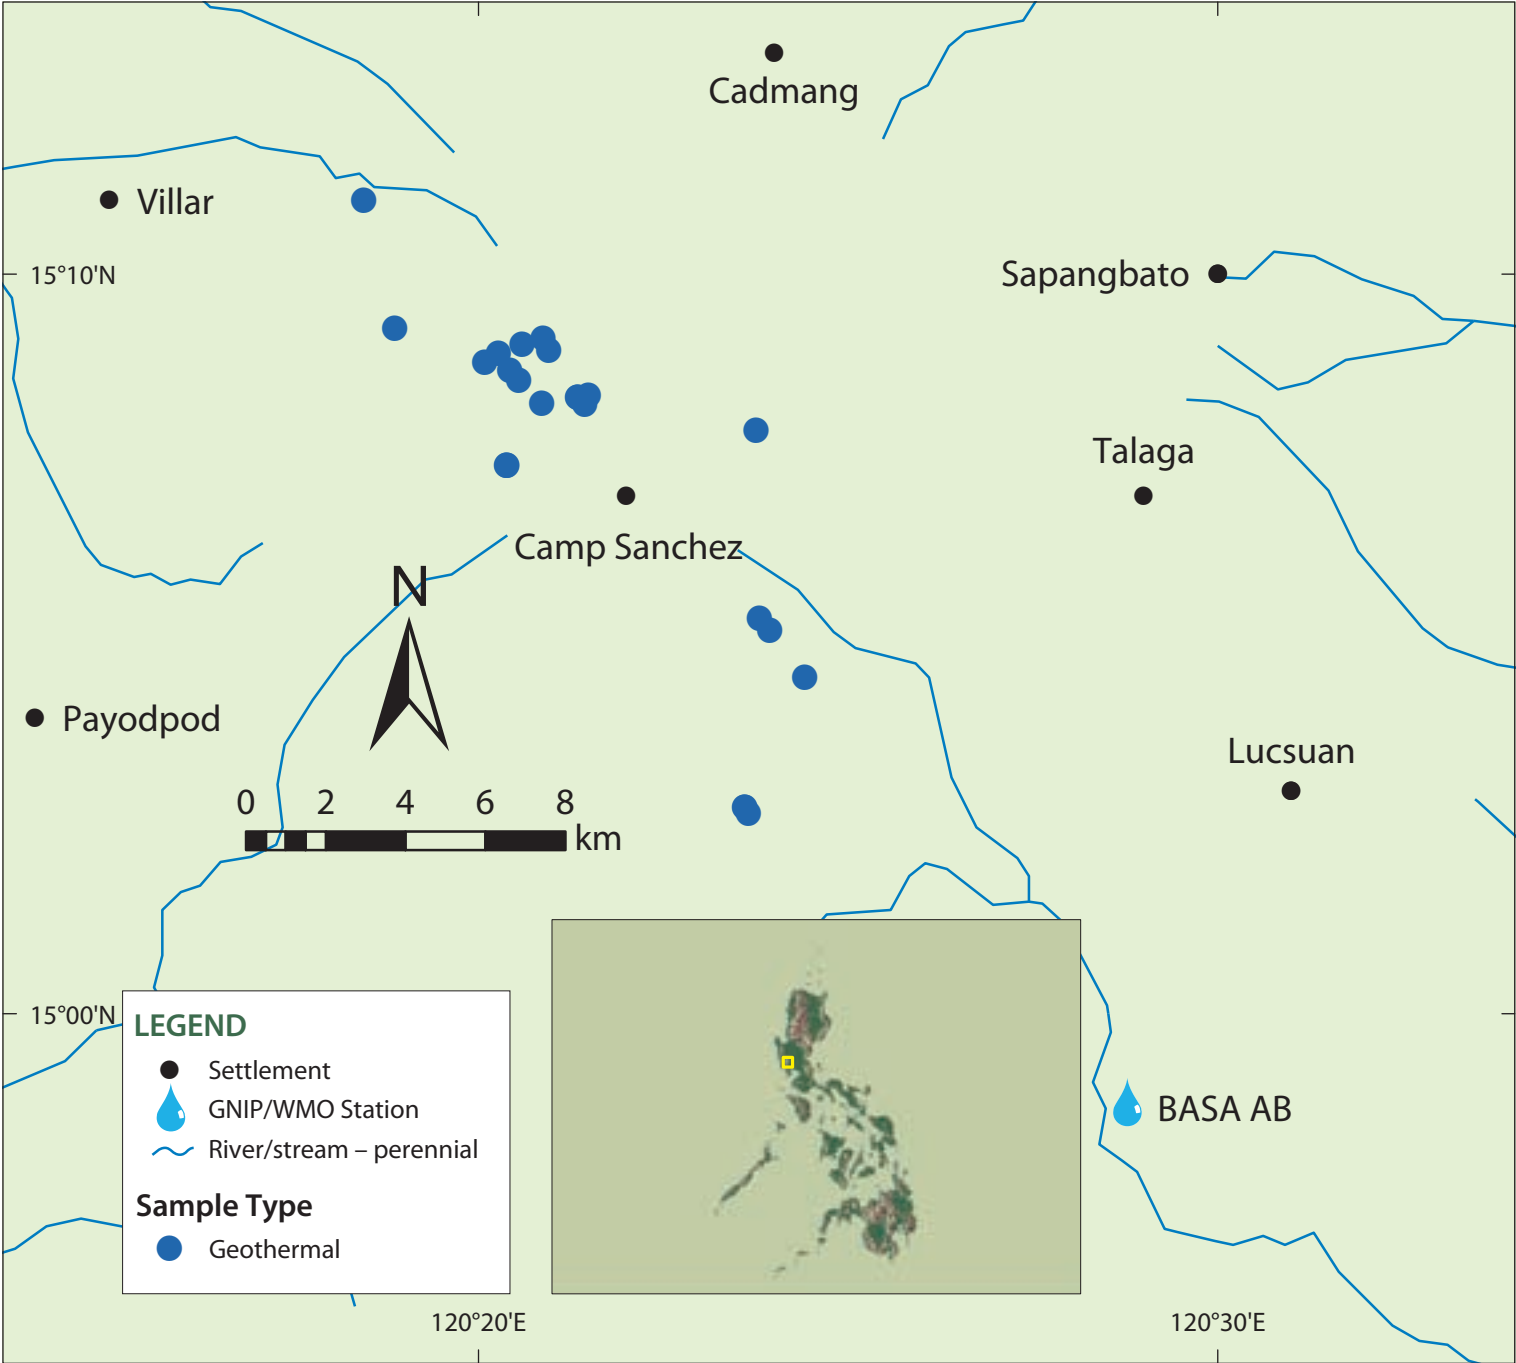 Cadmang
Villar
15°10'N
Sapangbato
Talaga
Camp Sanchez
N
Payodpod
Lucsuan
0 2 4 6 8
km
15°00'N
LEGEND
Settlement
GNIP/WMO Station
River/stream – perennial
Sample Type
Geothermal
BASA AB
120°20'E
120°30'E